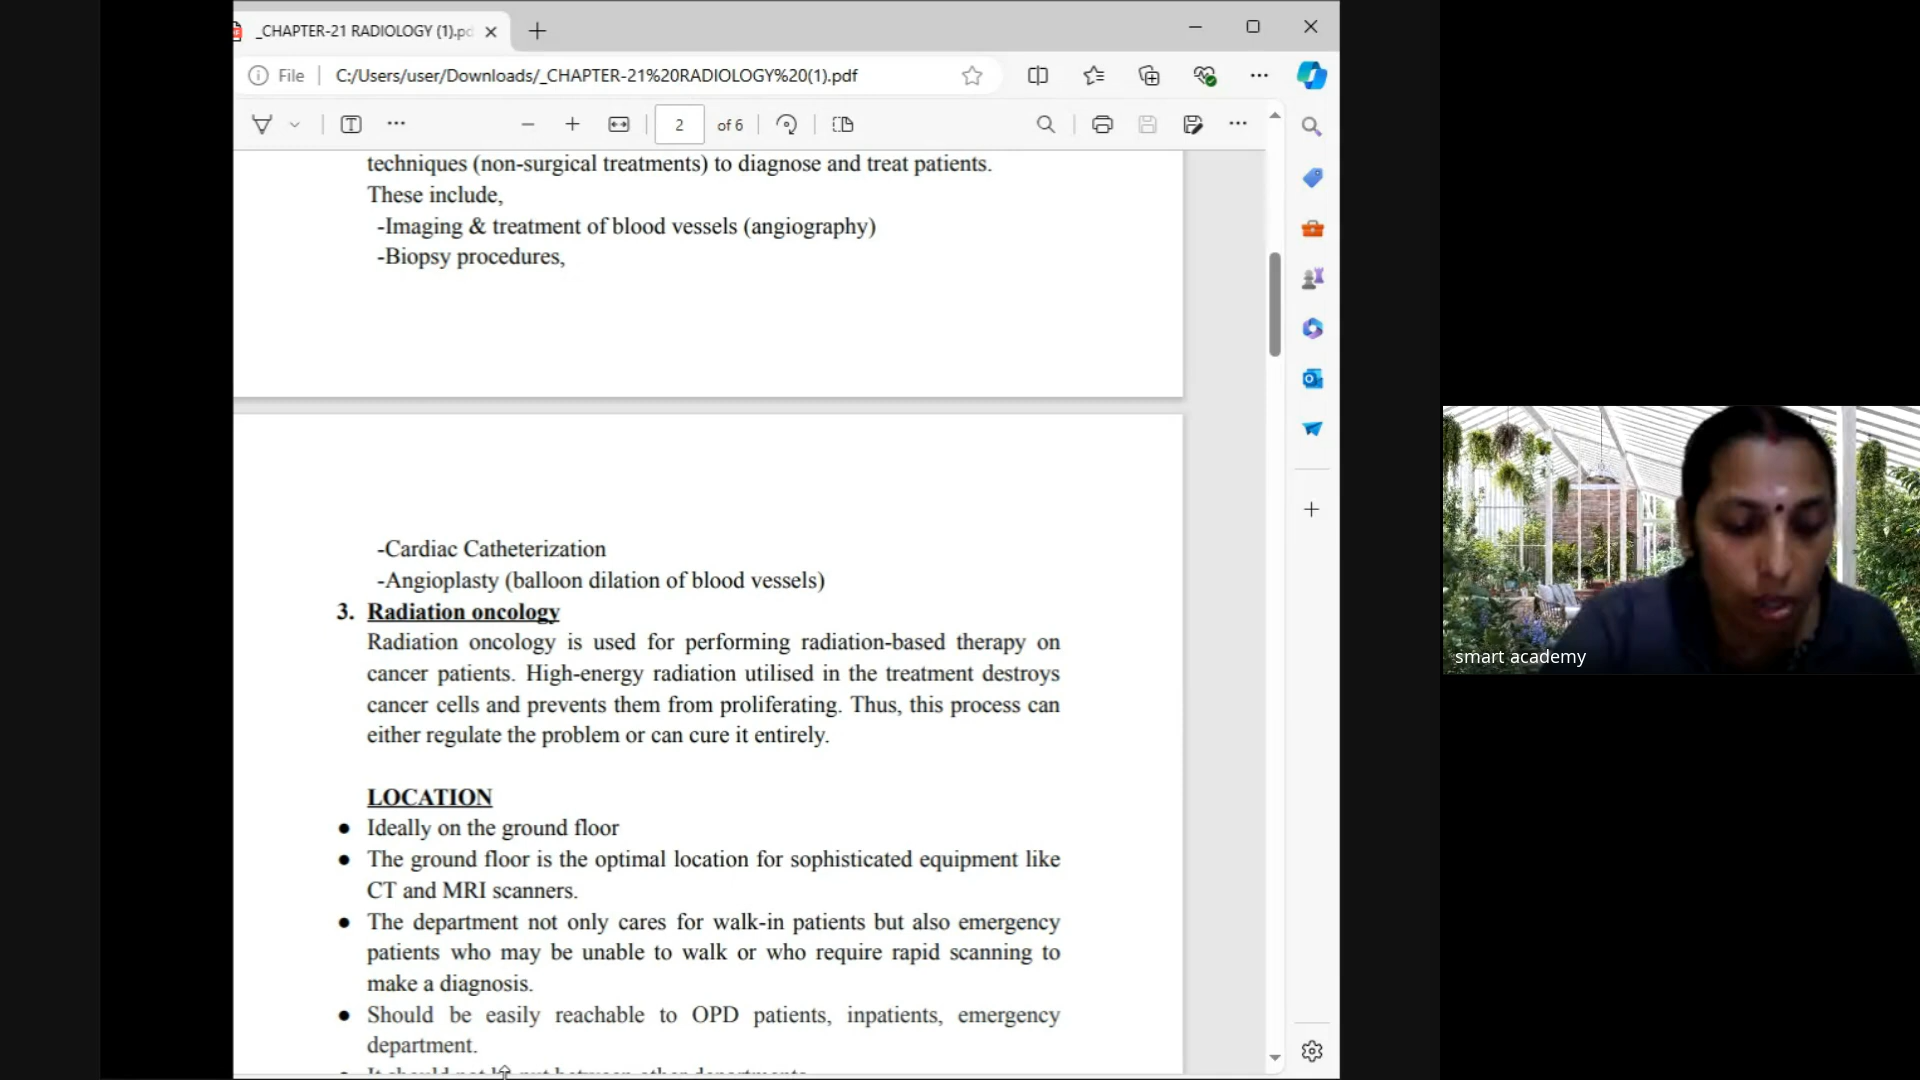 _CHAPTER-21 RADIOLOGY (1).pd
File
C:/Users/user/Downloads/_CHAPTER-21%20RADIOLOGY%20(1).pdf
2 of 6
techniques (non-surgical treatments) to diagnose and treat patients.
These include,
-Imaging & treatment of blood vessels (angiography)
-Biopsy procedures,
-Cardiac Catheterization
-Angioplasty (balloon dilation of blood vessels)
3. Radiation oncology
Radiation oncology is used for performing radiation-based therapy on
cancer patients. High-energy radiation utilised in the treatment destroys
cancer cells and prevents them from proliferating. Thus, this process can
either regulate the problem or can cure it entirely.
LOCATION
● Ideally on the ground floor
● The ground floor is the optimal location for sophisticated equipment like
CT and MRI scanners.
● The department not only cares for walk-in patients but also emergency
patients who may be unable to walk or who require rapid scanning to
make a diagnosis.
● Should be easily reachable to OPD patients, inpatients, emergency
department.
smart academy